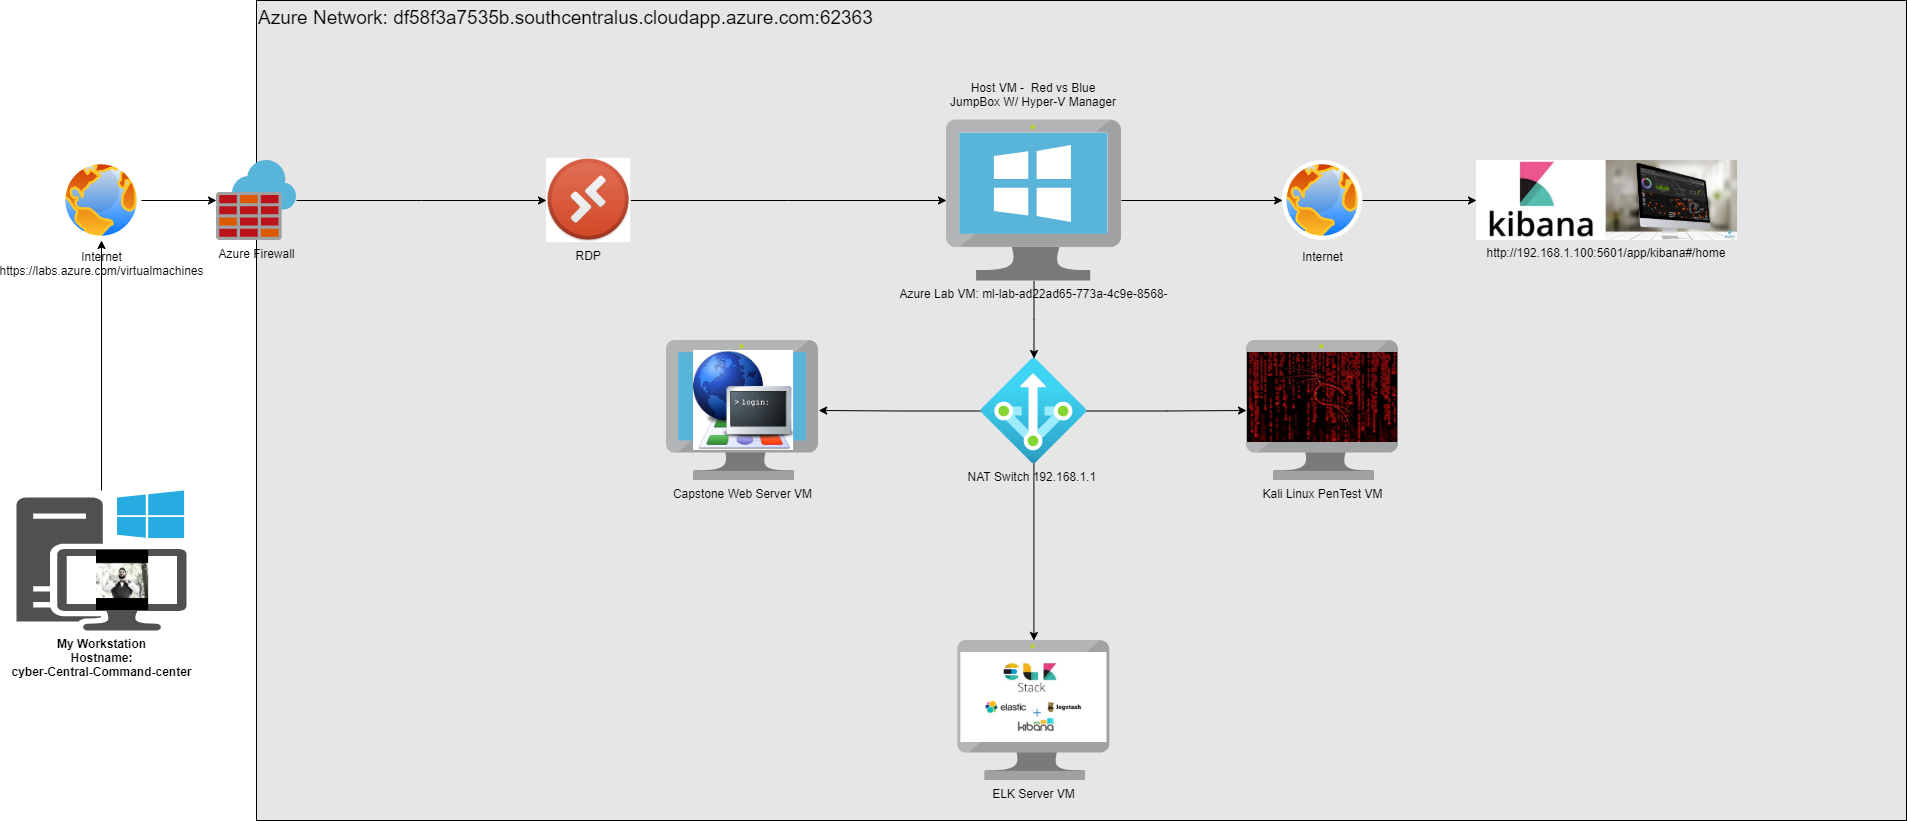 Azure Network: df58f3a7535b.southcentralus.cloudapp.azure.com:62363
Host VM -  Red vs Blue
JumpBox W/ Hyper-V Manager
Internet
https://labs.azure.com/virtualmachines
Azure Firewall
RDP
Azure Lab VM: ml-lab-ad22ad65-773a-4c9e-8568-
Internet
kibana
http://192.168.1.100:5601/app/kibana#/home
> login:
Capstone Web Server VM
NAT Switch 192.168.1.1
Kali Linux PenTest VM
My Workstation
Hostname:
cyber-Central-Command-center
ELK
Stack
elastic + logstash
kibana
ELK Server VM